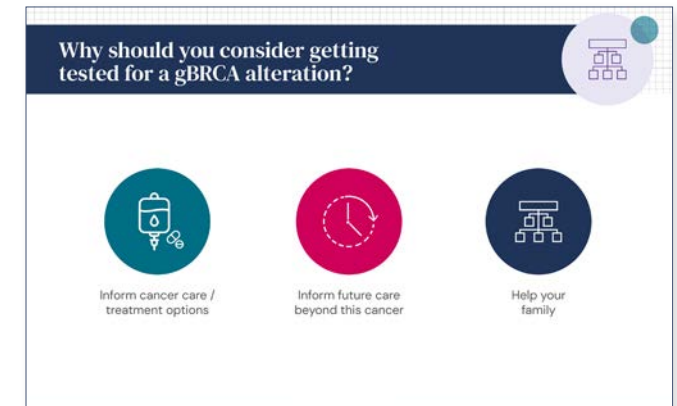 Why should you consider getting
tested for a gBRCA alteration?
Inform cancer care /
treatment options
Inform future care
beyond this cancer
Help your
family